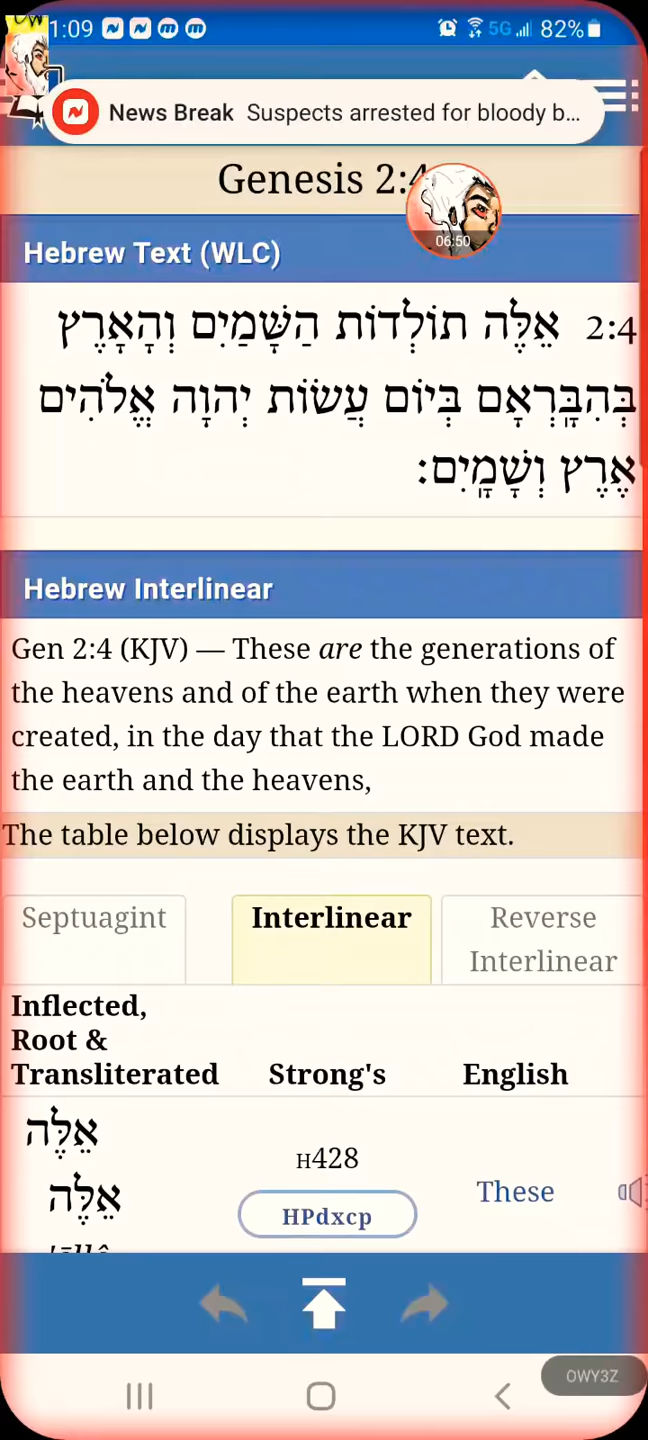 1:09 5G 82%
News Break Suspects arrested for bloody b...
Genesis 2:4
06:50
Hebrew Text (WLC)
2:4 אֵלֶּה תוֹלְדוֹת הַשָּׁמַיִם וְהָאָרֶץ
בְּהִבָּֽרְאָם בְּיוֹם עֲשׂוֹת יְהוָה אֱלֹהִים
אֶרֶץ וְשָׁמָֽיִם׃
Hebrew Interlinear
Gen 2:4 (KJV) — These are the generations of
the heavens and of the earth when they were
created, in the day that the LORD God made
the earth and the heavens,
The table below displays the KJV text.
Septuagint Interlinear Reverse
Interlinear
Inflected,
Root &
Transliterated Strong's English
אֵלֶּה
אֵלֶּה
H428
HPdxcp
These
OWY3Z